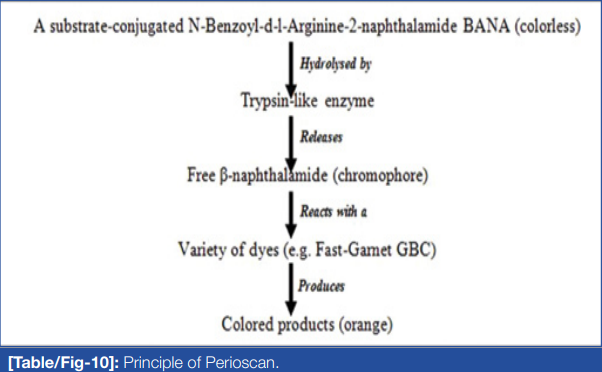 A substrate-conjugated N-Benzoyl-d-l-Arginine-2-naphthalamide BANA (colorless)
Hydrolysed by
Trypsin-like enzyme
Releases
Free β-naphthalamide (chromophore)
Reacts with a
Variety of dyes (e.g. Fast-Gamet GBC)
Produces
Colored products (orange)
[Table/Fig-10]: Principle of Perioscan.